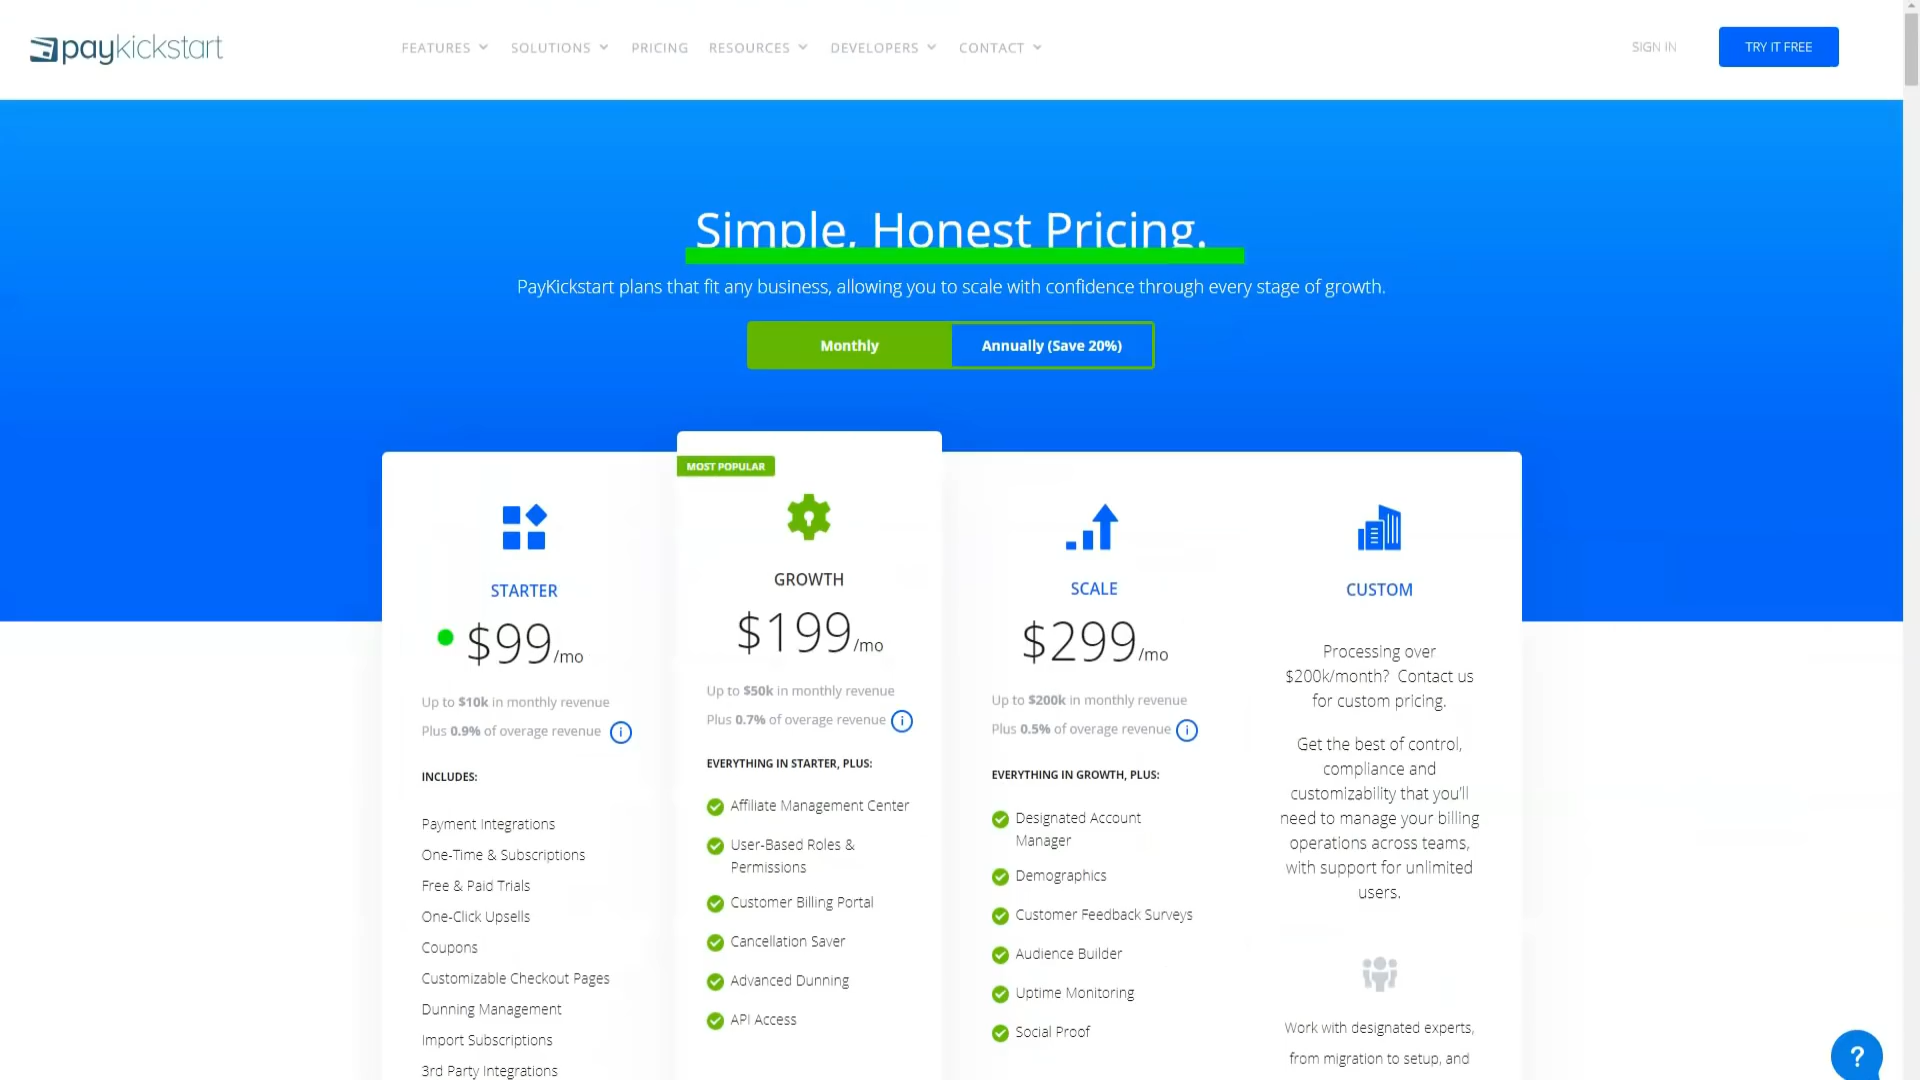 paykickstart
FEATURES
SOLUTIONS
PRICING
RESOURCES
DEVELOPERS
CONTACT
SIGN IN
TRY IT FREE
Simple, Honest Pricing.
PayKickstart plans that fit any business, allowing you to scale with confidence through every stage of growth.
Monthly
Annually (Save 20%)
STARTER
$99/mo
Up to $10k in monthly revenue
Plus 0.9% of overage revenue
INCLUDES:
Payment Integrations
One-Time & Subscriptions
Free & Paid Trials
One-Click Upsells
Coupons
Customizable Checkout Pages
Dunning Management
Import Subscriptions
3rd Party Integrations
MOST POPULAR
GROWTH
$199/mo
Up to $50k in monthly revenue
Plus 0.7% of overage revenue
EVERYTHING IN STARTER, PLUS:
Affiliate Management Center
User-Based Roles &
Permissions
Customer Billing Portal
Cancellation Saver
Advanced Dunning
API Access
SCALE
$299/mo
Up to $200k in monthly revenue
Plus 0.5% of overage revenue
EVERYTHING IN GROWTH, PLUS:
Designated Account
Manager
Demographics
Customer Feedback Surveys
Audience Builder
Uptime Monitoring
Social Proof
CUSTOM
Processing over
$200k/month? Contact us
for custom pricing.
Get the best of control,
compliance and
customizability that you'll
need to manage your billing
operations across teams,
with support for unlimited
users.
Work with designated experts,
from migration to setup, and
?